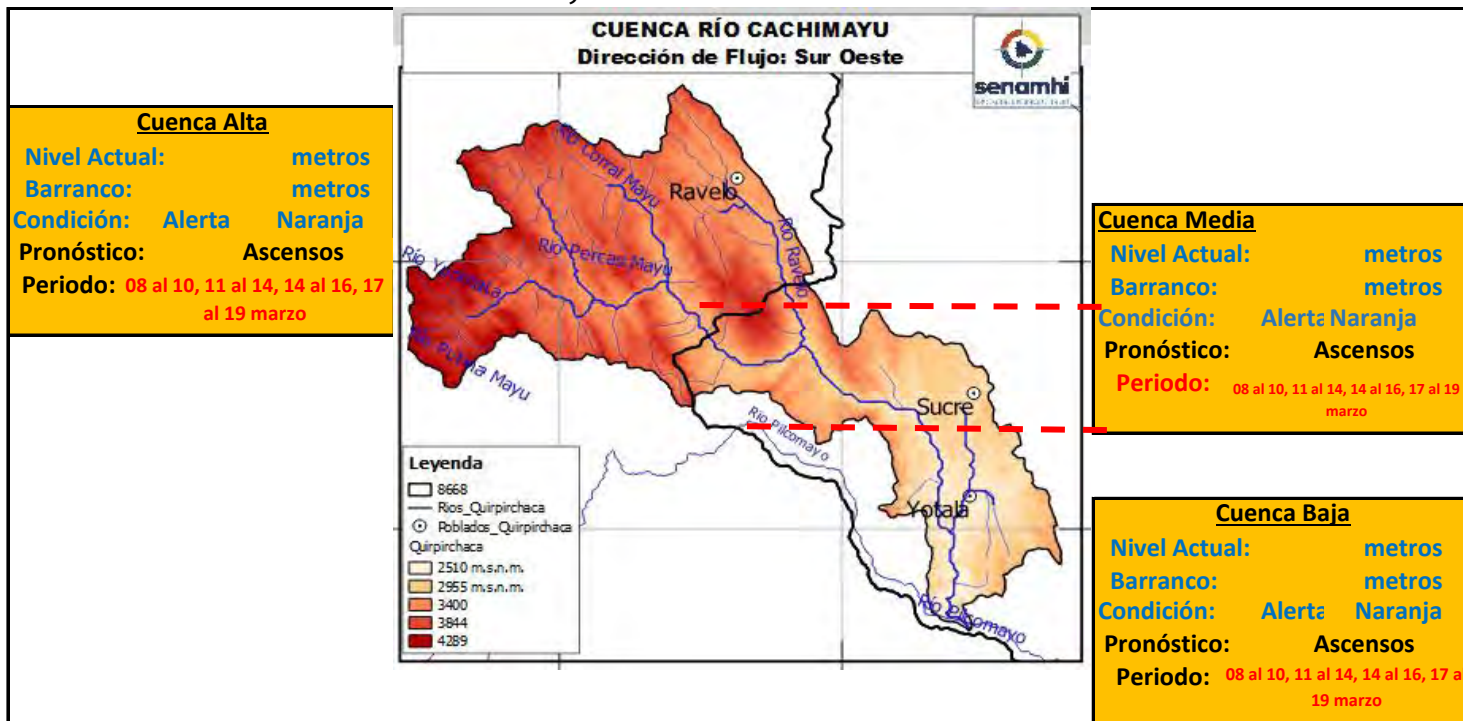 CUENCA RÍO CACHIMAYU
Dirección de Flujo: Sur Oeste
senamhi
Cuenca Alta
Nivel Actual: metros
Barranco: metros
Condición: Alerta Naranja
Pronóstico: Ascensos
Periodo: 08 al 10, 11 al 14, 14 al 16, 17
al 19 marzo
Río Corral Mayu
Ravelo
Río Ravelo
Río Percas Mayu
Mayu
Sucre
Río Pilcomayo
Yotala
Río Pilcomayo
Leyenda
8668
Rios_Quirpirchaca
Poblados_Quirpirchaca
Quirpirchaca
2510 m.s.n.m.
2955 m.s.n.m.
3400
3844
4289
Cuenca Media
Nivel Actual: metros
Barranco: metros
Condición: Alerta Naranja
Pronóstico: Ascensos
Periodo: 08 al 10, 11 al 14, 14 al 16, 17 al 19
marzo
Cuenca Baja
Nivel Actual: metros
Barranco: metros
Condición: Alerta Naranja
Pronóstico: Ascensos
Periodo: 08 al 10, 11 al 14, 14 al 16, 17 a
19 marzo